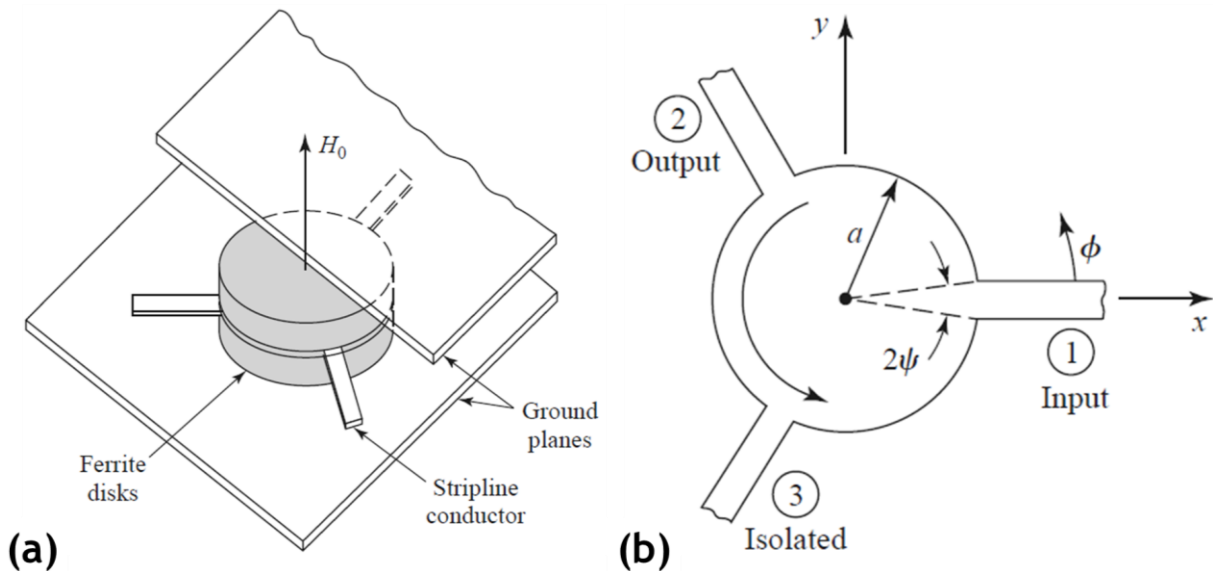 H₀
Ground
planes
Ferrite
disks
Stripline
conductor
(a)
y
2
Output
a
ϕ
x
2ψ
1
Input
3
Isolated
(b)